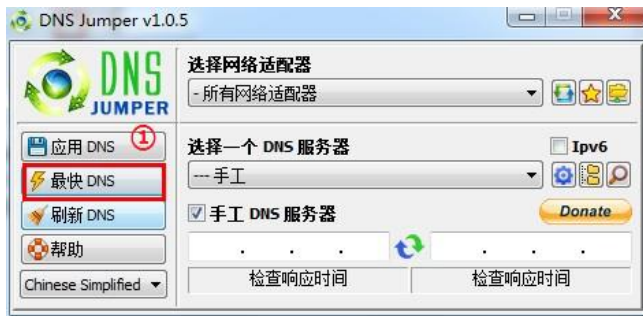 DNS Jumper v1.0.5
DNS
JUMPER
选择网络适配器
- 所有网络适配器
应用 DNS ①
最快 DNS
刷新 DNS
帮助
Chinese Simplified
选择一个 DNS 服务器
Ipv6
--- 手工
手工 DNS 服务器
Donate
. . . . . .
检查响应时间 检查响应时间